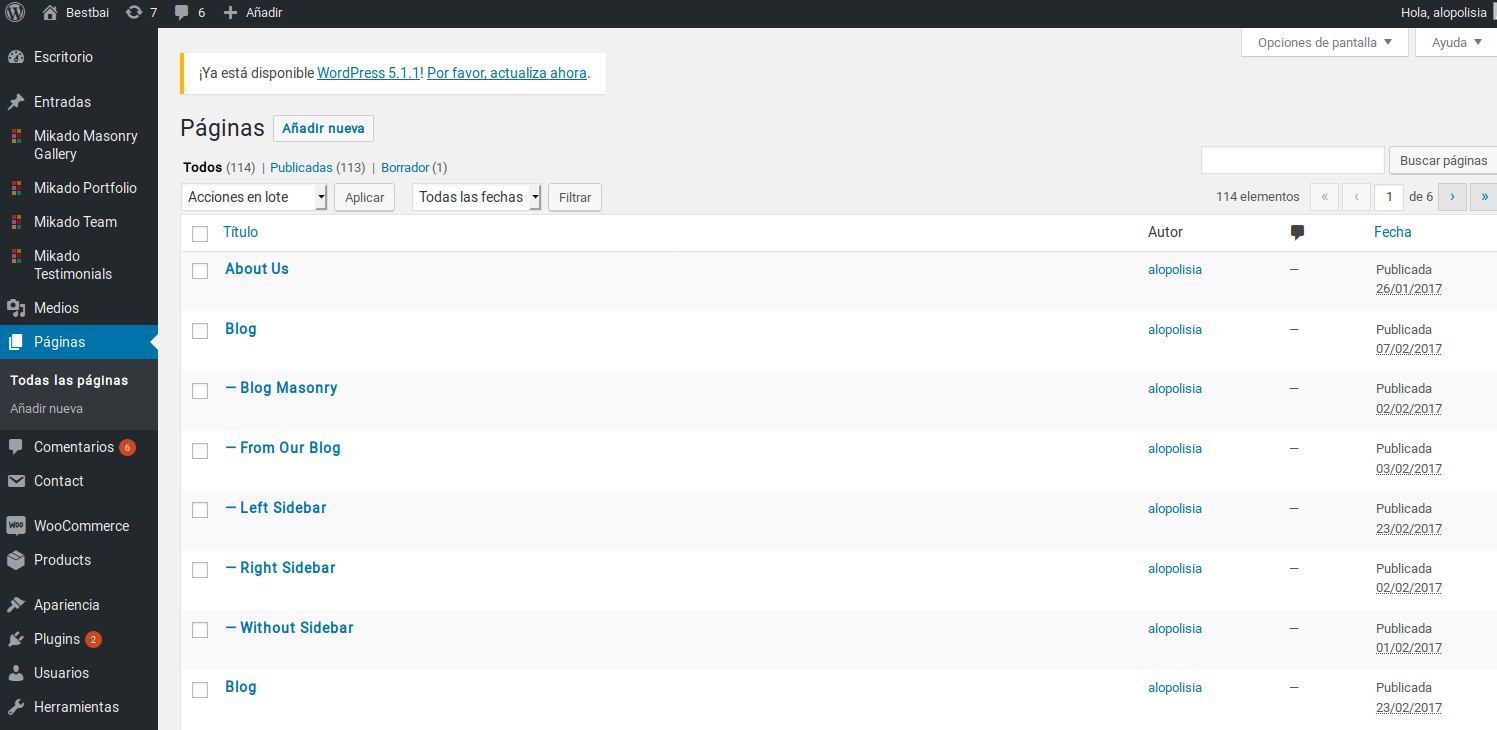 Bestbai 7 6 Añadir Hola, alopolisia
Opciones de pantalla Ayuda
Escritorio
Entradas
Mikado Masonry
Gallery
Mikado Portfolio
Mikado Team
Mikado
Testimonials
Medios
Páginas
Todas las páginas
Añadir nueva
Comentarios 6
Contact
WooCommerce
Products
Apariencia
Plugins 2
Usuarios
Herramientas
¡Ya está disponible WordPress 5.1.1! Por favor, actualiza ahora.
Páginas Añadir nueva
Todos (114) | Publicadas (113) | Borrador (1)
Buscar páginas
Acciones en lote Aplicar Todas las fechas Filtrar 114 elementos « ‹ 1 de 6 › »
Título Autor Fecha
About Us alopolisia — Publicada
26/01/2017
Blog alopolisia — Publicada
07/02/2017
— Blog Masonry alopolisia — Publicada
02/02/2017
— From Our Blog alopolisia — Publicada
03/02/2017
— Left Sidebar alopolisia — Publicada
23/02/2017
— Right Sidebar alopolisia — Publicada
02/02/2017
— Without Sidebar alopolisia — Publicada
01/02/2017
Blog alopolisia — Publicada
23/02/2017